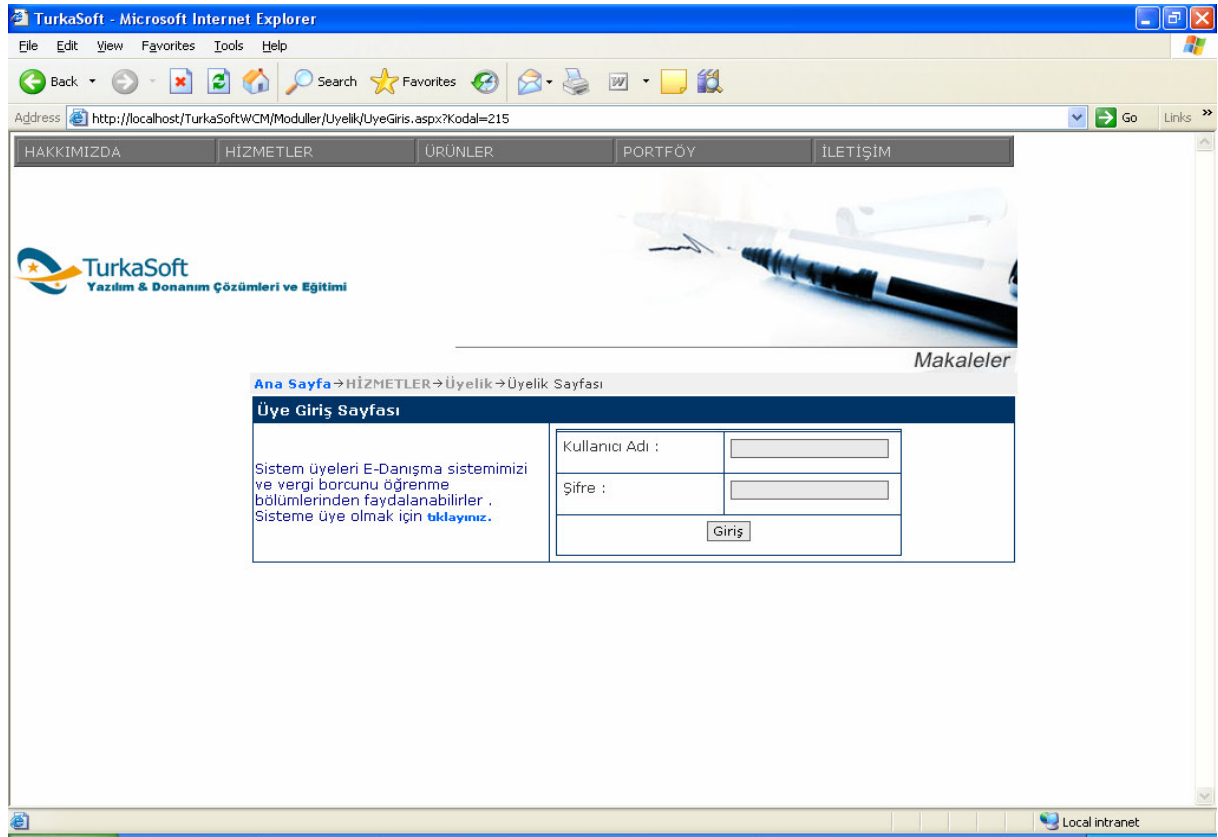 TurkaSoft - Microsoft Internet Explorer
File Edit View Favorites Tools Help
Back Search Favorites
Address http://localhost/TurkaSoftWCM/Moduller/Uyelik/UyeGiris.aspx?Kodal=215 Go Links »
HAKKIMIZDA HİZMETLER ÜRÜNLER PORTFÖY İLETİŞİM
TurkaSoft
Yazılım & Donanım Çözümleri ve Eğitimi
Makaleler
Ana Sayfa→HİZMETLER→Üyelik→Üyelik Sayfası
Üye Giriş Sayfası
Sistem üyeleri E-Danışma sistemimizi
ve vergi borcunu öğrenme
bölümlerinden faydalanabilirler .
Sisteme üye olmak için tıklayınız.
Kullanıcı Adı :
Şifre :
Giriş
Local intranet